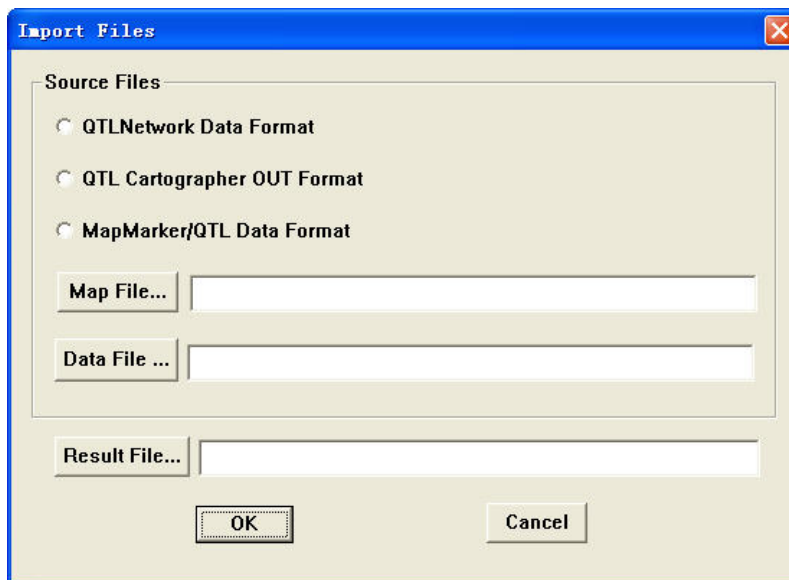 Import Files
Source Files
QTLNetwork Data Format
QTL Cartographer OUT Format
MapMarker/QTL Data Format
Map File...
Data File ...
Result File...
OK
Cancel